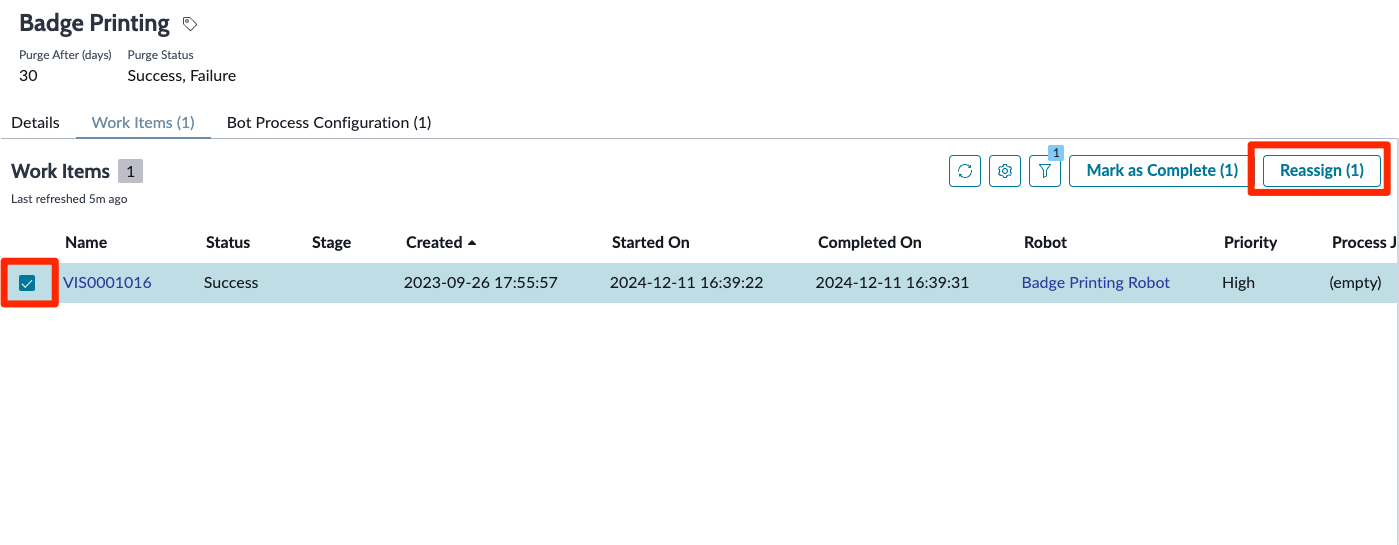 Badge Printing
Purge After (days) Purge Status
30 Success, Failure
Details Work Items (1) Bot Process Configuration (1)
Work Items 1 1 Mark as Complete (1) Reassign (1)
Last refreshed 5m ago
Name Status Stage Created Started On Completed On Robot Priority Process J
VIS0001016 Success 2023-09-26 17:55:57 2024-12-11 16:39:22 2024-12-11 16:39:31 Badge Printing Robot High (empty)